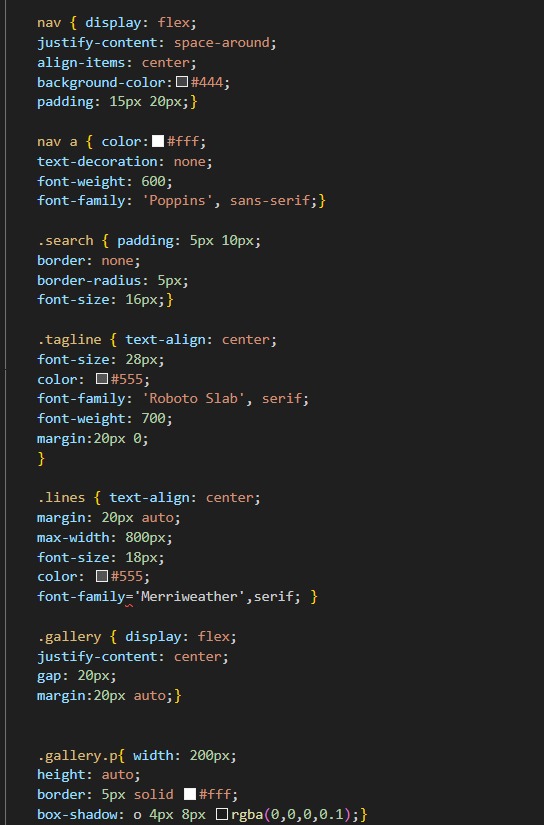 nav { display: flex;
justify-content: space-around;
align-items: center;
background-color: #444;
padding: 15px 20px;}
nav a { color: #fff;
text-decoration: none;
font-weight: 600;
font-family: 'Poppins', sans-serif;}
.search { padding: 5px 10px;
border: none;
border-radius: 5px;
font-size: 16px;}
.tagline { text-align: center;
font-size: 28px;
color: #555;
font-family: 'Roboto Slab', serif;
font-weight: 700;
margin:20px 0;
}
.lines { text-align: center;
margin: 20px auto;
max-width: 800px;
font-size: 18px;
color: #555;
font-family='Merriweather',serif; }
.gallery { display: flex;
justify-content: center;
gap: 20px;
margin:20px auto;}
.gallery.p{ width: 200px;
height: auto;
border: 5px solid #fff;
box-shadow: o 4px 8px rgba(0,0,0,0.1);}